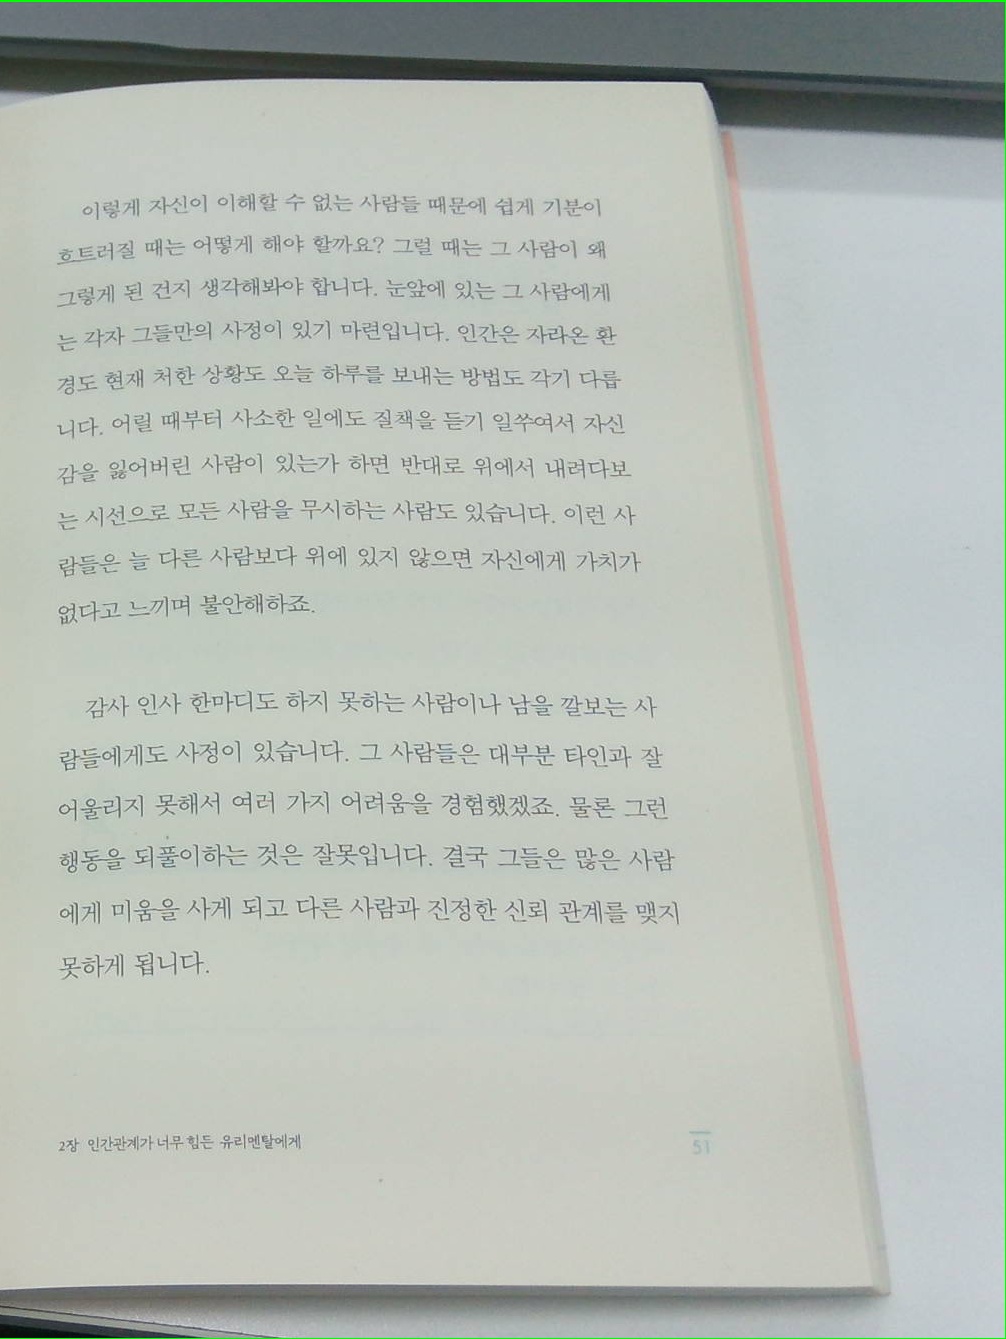 이렇게 자신이 이해할 수 없는 사람들 때문에 쉽게 기분이
흐트러질 때는 어떻게 해야 할까요? 그럴 때는 그 사람이 왜
그렇게 된 건지 생각해봐야 합니다. 눈앞에 있는 그 사람에게
는 각자 그들만의 사정이 있기 마련입니다. 인간은 자라온 환
경도 현재 처한 상황도 오늘 하루를 보내는 방법도 각기 다릅
니다. 어릴 때부터 사소한 일에도 질책을 듣기 일쑤여서 자신
감을 잃어버린 사람이 있는가 하면 반대로 위에서 내려다보
는 시선으로 모든 사람을 무시하는 사람도 있습니다. 이런 사
람들은 늘 다른 사람보다 위에 있지 않으면 자신에게 가치가
없다고 느끼며 불안해하죠.
감사 인사 한마디도 하지 못하는 사람이나 남을 깔보는 사
람들에게도 사정이 있습니다. 그 사람들은 대부분 타인과 잘
어울리지 못해서 여러 가지 어려움을 경험했겠죠. 물론 그런
행동을 되풀이하는 것은 잘못입니다. 결국 그들은 많은 사람
에게 미움을 사게 되고 다른 사람과 진정한 신뢰 관계를 맺지
못하게 됩니다.
2장 인간관계가 너무 힘든 유리멘탈에게
51